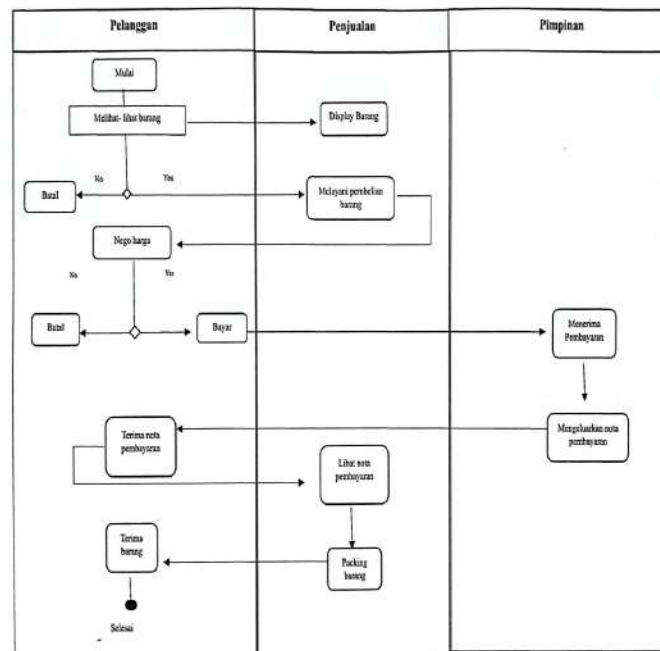 Pelanggan
Penjualan
Pimpinan
Mulai
Melihat- lihat barang
Display Barang
No
Yes
Batal
Melayani pembelian
barang
Nego harga
No
Yes
Batal
Bayar
Menerima
Pembayaran
Terima nota
pembayaran
Mengeluarkan nota
pembayaran
Lihat nota
pembayaran
Terima
barang
Packing
barang
Selesai